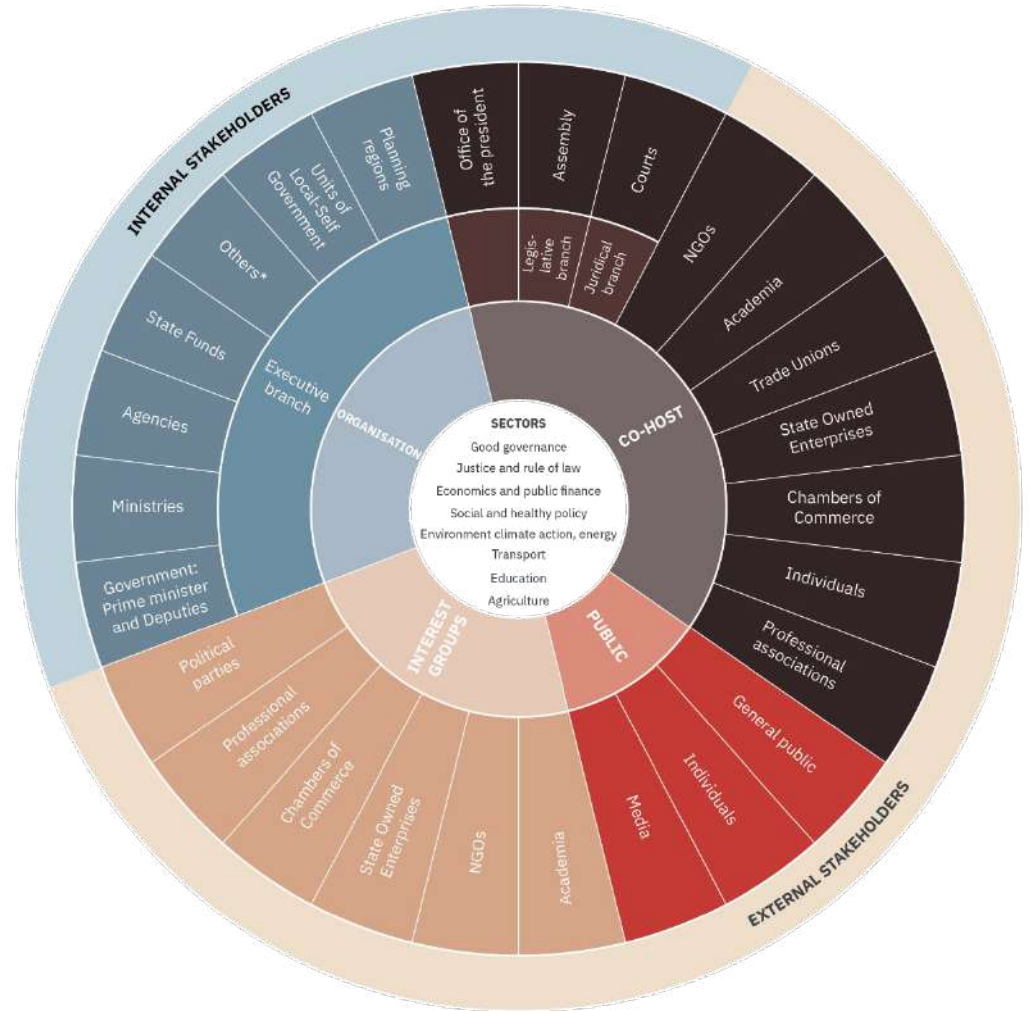 INTERNAL STAKEHOLDERS
Office of
the president
Assembly
Courts
NGOs
Academia
Trade Unions
State Owned
Enterprises
Chambers of
Commerce
Individuals
Professional
associations
General public
Individuals
Media
Academia
NGOs
State Owned
Enterprises
Chambers of
Commerce
Professional
associations
Political
parties
Government:
Prime minister
and Deputies
Ministries
Agencies
State Funds
Others*
Units of
Local-Self
Government
Planning
regions
Legis-
lative
branch
Juridical
branch
Executive
branch
ORGANISATION
CO-HOST
PUBLIC
INTEREST
GROUPS
SECTORS
Good governance
Justice and rule of law
Economics and public finance
Social and healthy policy
Environment climate action, energy
Transport
Education
Agriculture
EXTERNAL STAKEHOLDERS